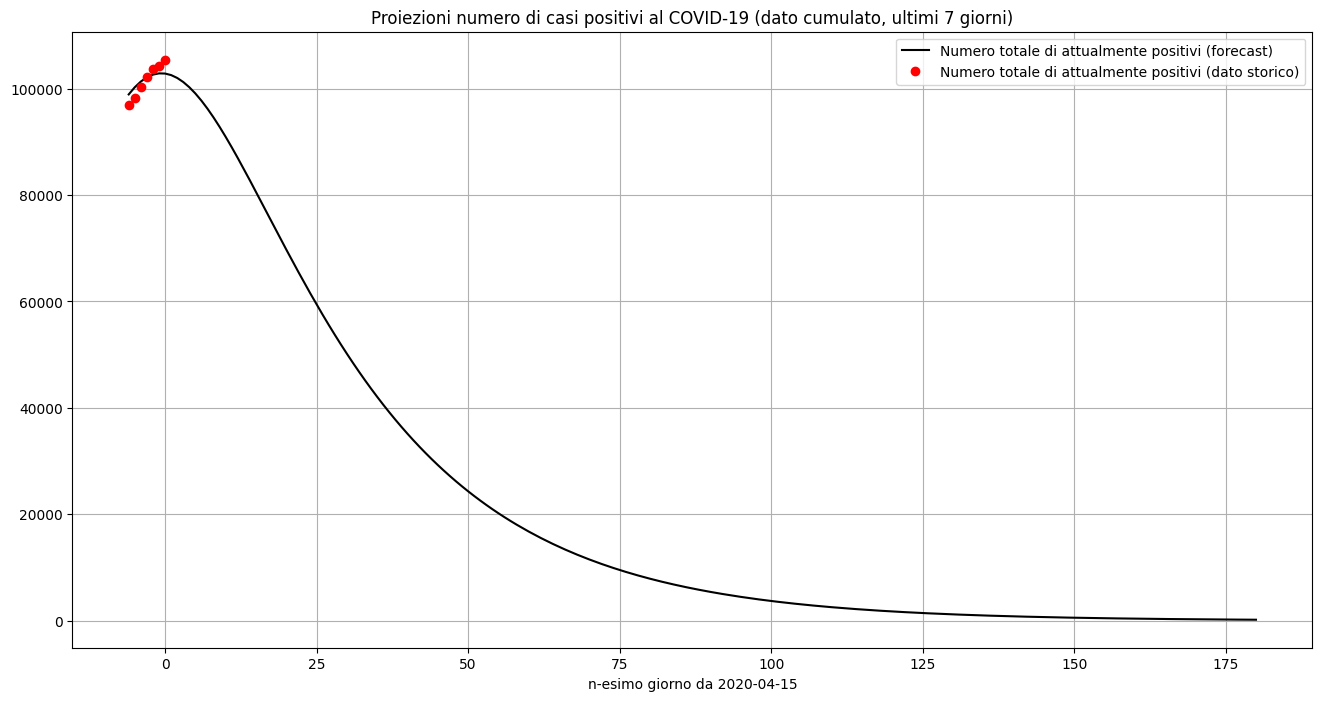 Proiezioni numero di casi positivi al COVID-19 (dato cumulato, ultimi 7 giorni)
Numero totale di attualmente positivi (forecast)
Numero totale di attualmente positivi (dato storico)
100000
80000
60000
40000
20000
0
0 25 50 75 100 125 150 175
n-esimo giorno da 2020-04-15